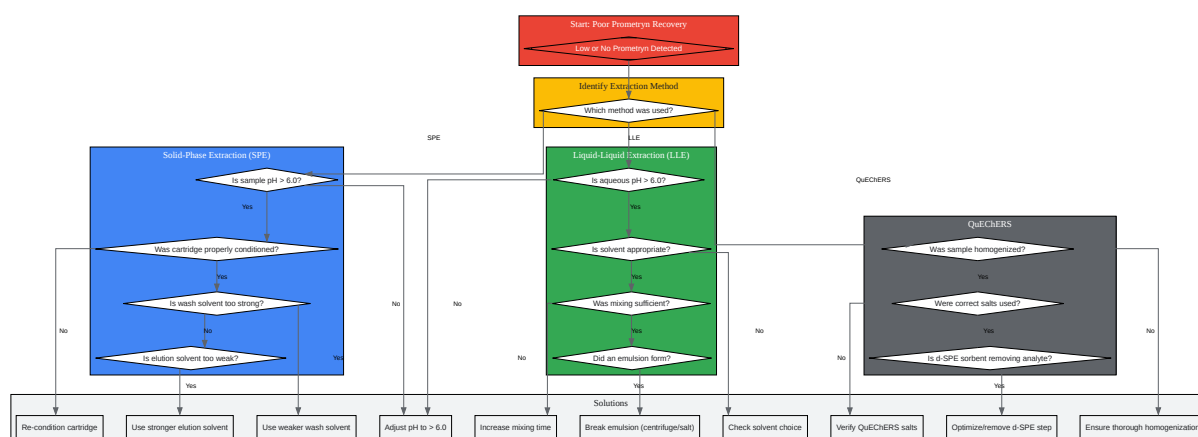 Start: Poor Prometryn Recovery
Low or No Prometryn Detected
Identify Extraction Method
Which method was used?
SPE
LLE
QuEChERS
Solid-Phase Extraction (SPE)
Is sample pH > 6.0?
Yes
Was cartridge properly conditioned?
Yes
Is wash solvent too strong?
No
Is elution solvent too weak?
Yes
No
Yes
No
Liquid-Liquid Extraction (LLE)
Is aqueous pH > 6.0?
Yes
Is solvent appropriate?
Yes
Was mixing sufficient?
Yes
Did an emulsion form?
No
No
Yes
No
QuEChERS
Was sample homogenized?
Yes
Were correct salts used?
Yes
Is d-SPE sorbent removing analyte?
No
Yes
No
Solutions
Re-condition cartridge
Use stronger elution solvent
Use weaker wash solvent
Adjust pH to > 6.0
Increase mixing time
Break emulsion (centrifuge/salt)
Check solvent choice
Verify QuEChERS salts
Optimize/remove d-SPE step
Ensure thorough homogenization